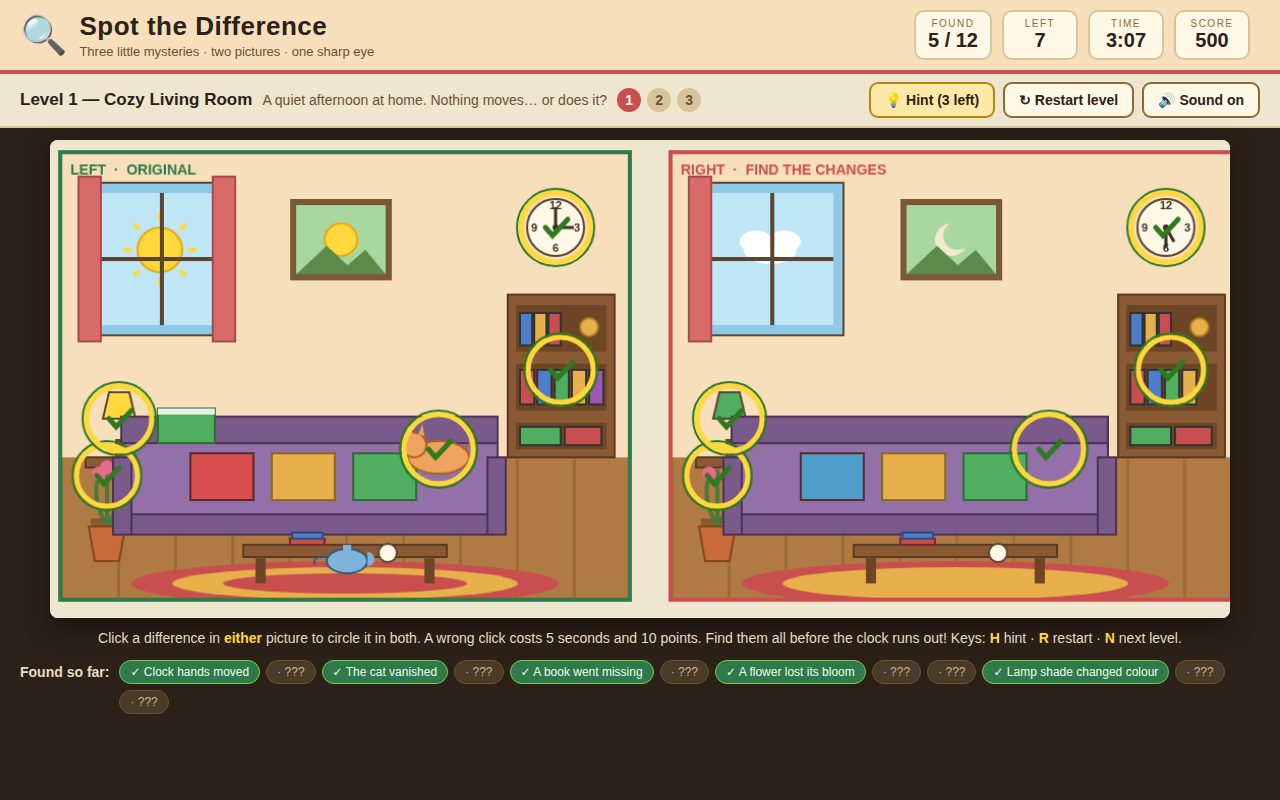 Spot the Difference
Three little mysteries · two pictures · one sharp eye
FOUND
5 / 12
LEFT
7
TIME
3:07
SCORE
500
Level 1 — Cozy Living Room
A quiet afternoon at home. Nothing moves… or does it?
1
2
3
💡 Hint (3 left)
↻ Restart level
🔊 Sound on
LEFT · ORIGINAL
12
3
6
9
RIGHT · FIND THE CHANGES
12
3
6
9
Click a difference in either picture to circle it in both. A wrong click costs 5 seconds and 10 points. Find them all before the clock runs out! Keys: H hint · R restart · N next level.
Found so far:
✓ Clock hands moved
· ???
✓ The cat vanished
· ???
✓ A book went missing
· ???
✓ A flower lost its bloom
· ???
· ???
✓ Lamp shade changed colour
· ???
· ???